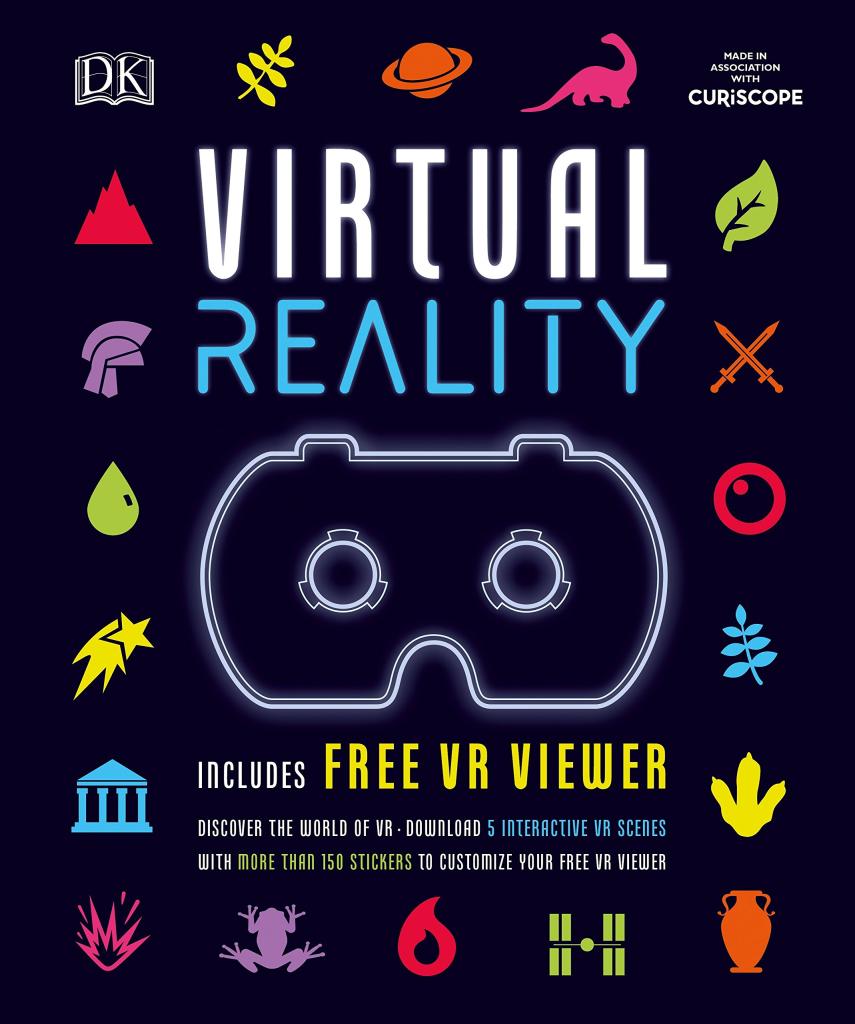 DK
MADE IN
ASSOCIATION
WITH
CURiSCOPE
VIRTUAL
REALITY
INCLUDES FREE VR VIEWER
DISCOVER THE WORLD OF VR · DOWNLOAD 5 INTERACTIVE VR SCENES
WITH MORE THAN 150 STICKERS TO CUSTOMIZE YOUR FREE VR VIEWER